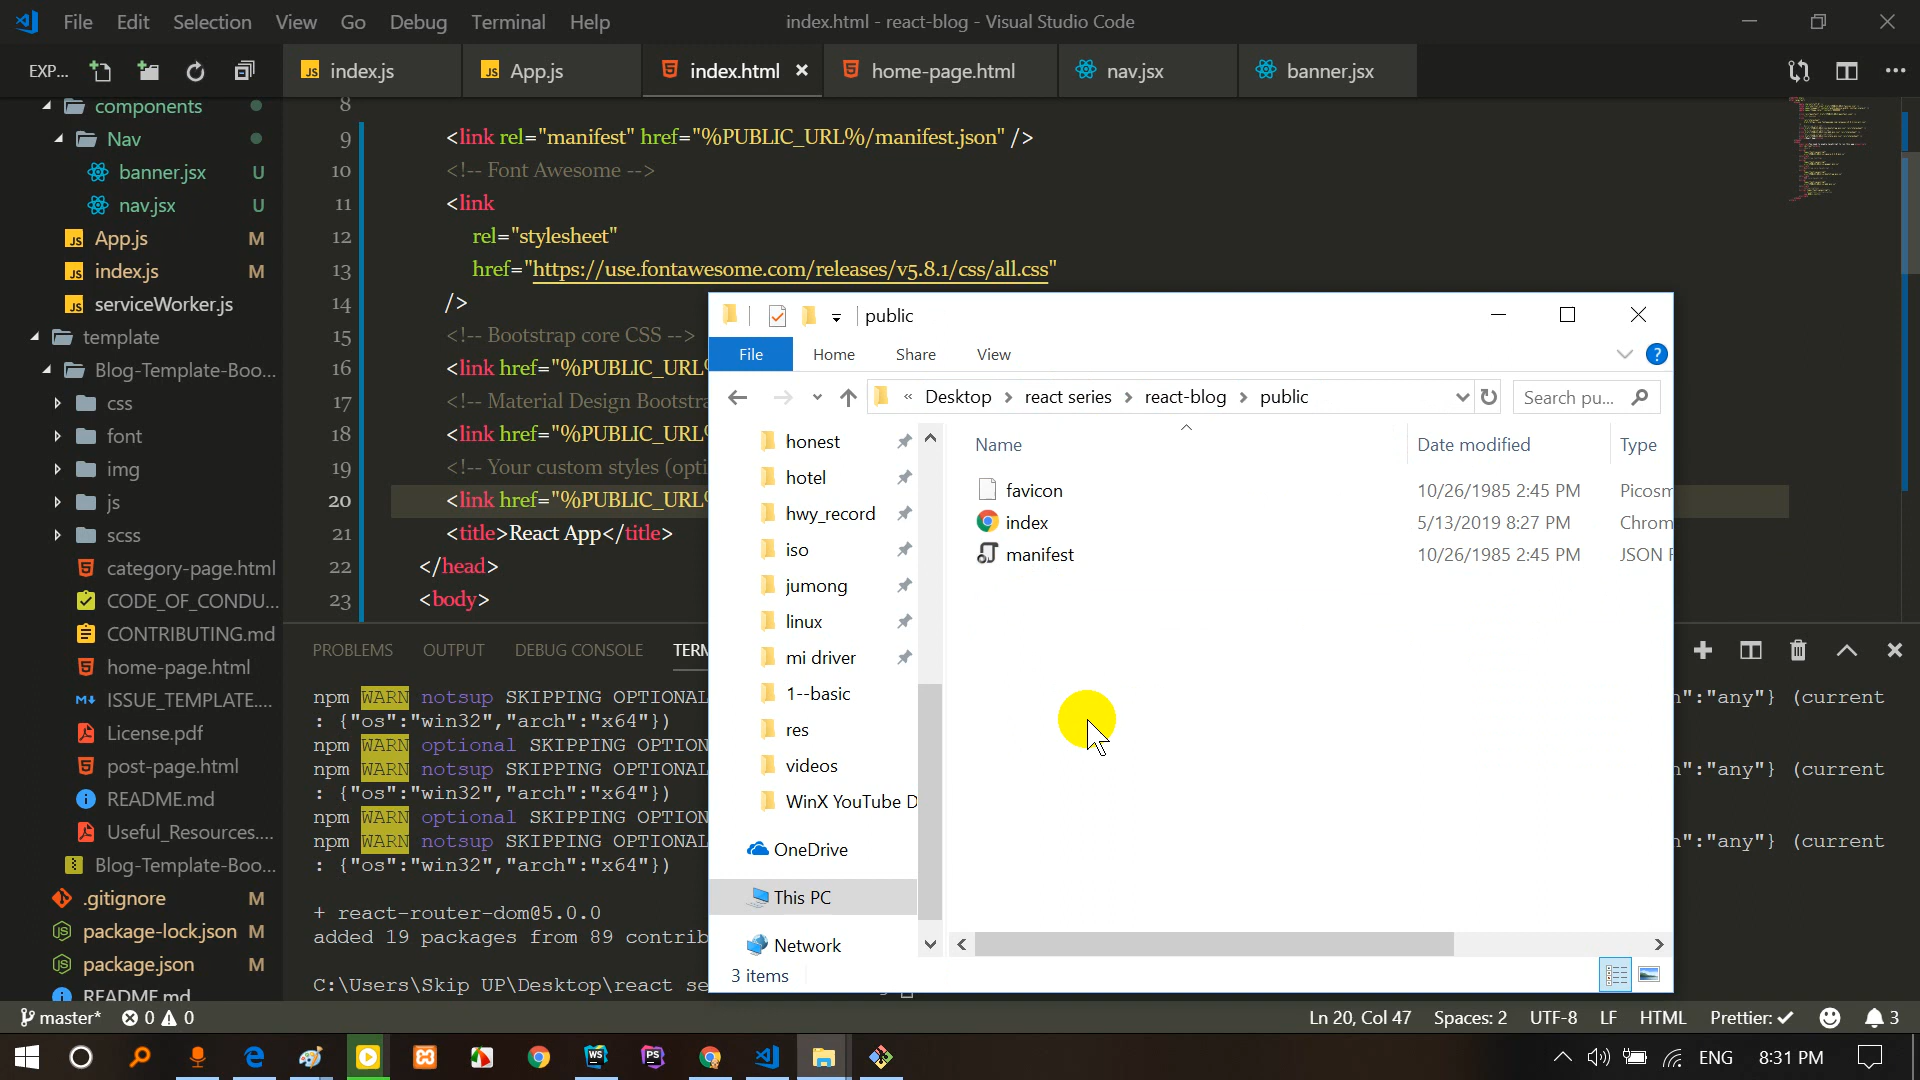 File Edit Selection View Go Debug Terminal Help
index.html - react-blog - Visual Studio Code
EXP...
index.js
App.js
index.html
home-page.html
nav.jsx
banner.jsx
components
Nav
banner.jsx U
nav.jsx U
App.js M
index.js M
serviceWorker.js
template
Blog-Template-Boo...
css
font
img
js
scss
category-page.html
CODE_OF_CONDU...
CONTRIBUTING.md
home-page.html
ISSUE_TEMPLATE....
License.pdf
post-page.html
README.md
Useful_Resources....
Blog-Template-Boo...
.gitignore M
package-lock.json M
package.json M
README.md
8
9 <link rel="manifest" href="%PUBLIC_URL%/manifest.json" />
10 <!-- Font Awesome -->
11 <link
12 rel="stylesheet"
13 href="https://use.fontawesome.com/releases/v5.8.1/css/all.css"
14 />
15 <!-- Bootstrap core CSS -->
16 <link href="%PUBLIC_URL%
17 <!-- Material Design Bootstra
18 <link href="%PUBLIC_URL%
19 <!-- Your custom styles (opti
20 <link href="%PUBLIC_URL%
21 <title>React App</title>
22 </head>
23 <body>
PROBLEMS OUTPUT DEBUG CONSOLE TERM
npm WARN notsup SKIPPING OPTIONAL n":"any"} (current
: {"os":"win32","arch":"x64"})
npm WARN optional SKIPPING OPTION
npm WARN notsup SKIPPING OPTIONAL n":"any"} (current
: {"os":"win32","arch":"x64"})
npm WARN optional SKIPPING OPTION
npm WARN notsup SKIPPING OPTIONAL n":"any"} (current
: {"os":"win32","arch":"x64"})
+ react-router-dom@5.0.0
added 19 packages from 89 contrib
C:\Users\Skip UP\Desktop\react se
public
File Home Share View
« Desktop › react series › react-blog › public
Search pu...
honest
hotel
hwy_record
iso
jumong
linux
mi driver
1--basic
res
videos
WinX YouTube D
OneDrive
This PC
Network
Name Date modified Type
favicon 10/26/1985 2:45 PM Picosm
index 5/13/2019 8:27 PM Chrom
manifest 10/26/1985 2:45 PM JSON F
3 items
master* 0 0
Ln 20, Col 47 Spaces: 2 UTF-8 LF HTML Prettier: ✓ 3
WS
PS
ENG 8:31 PM